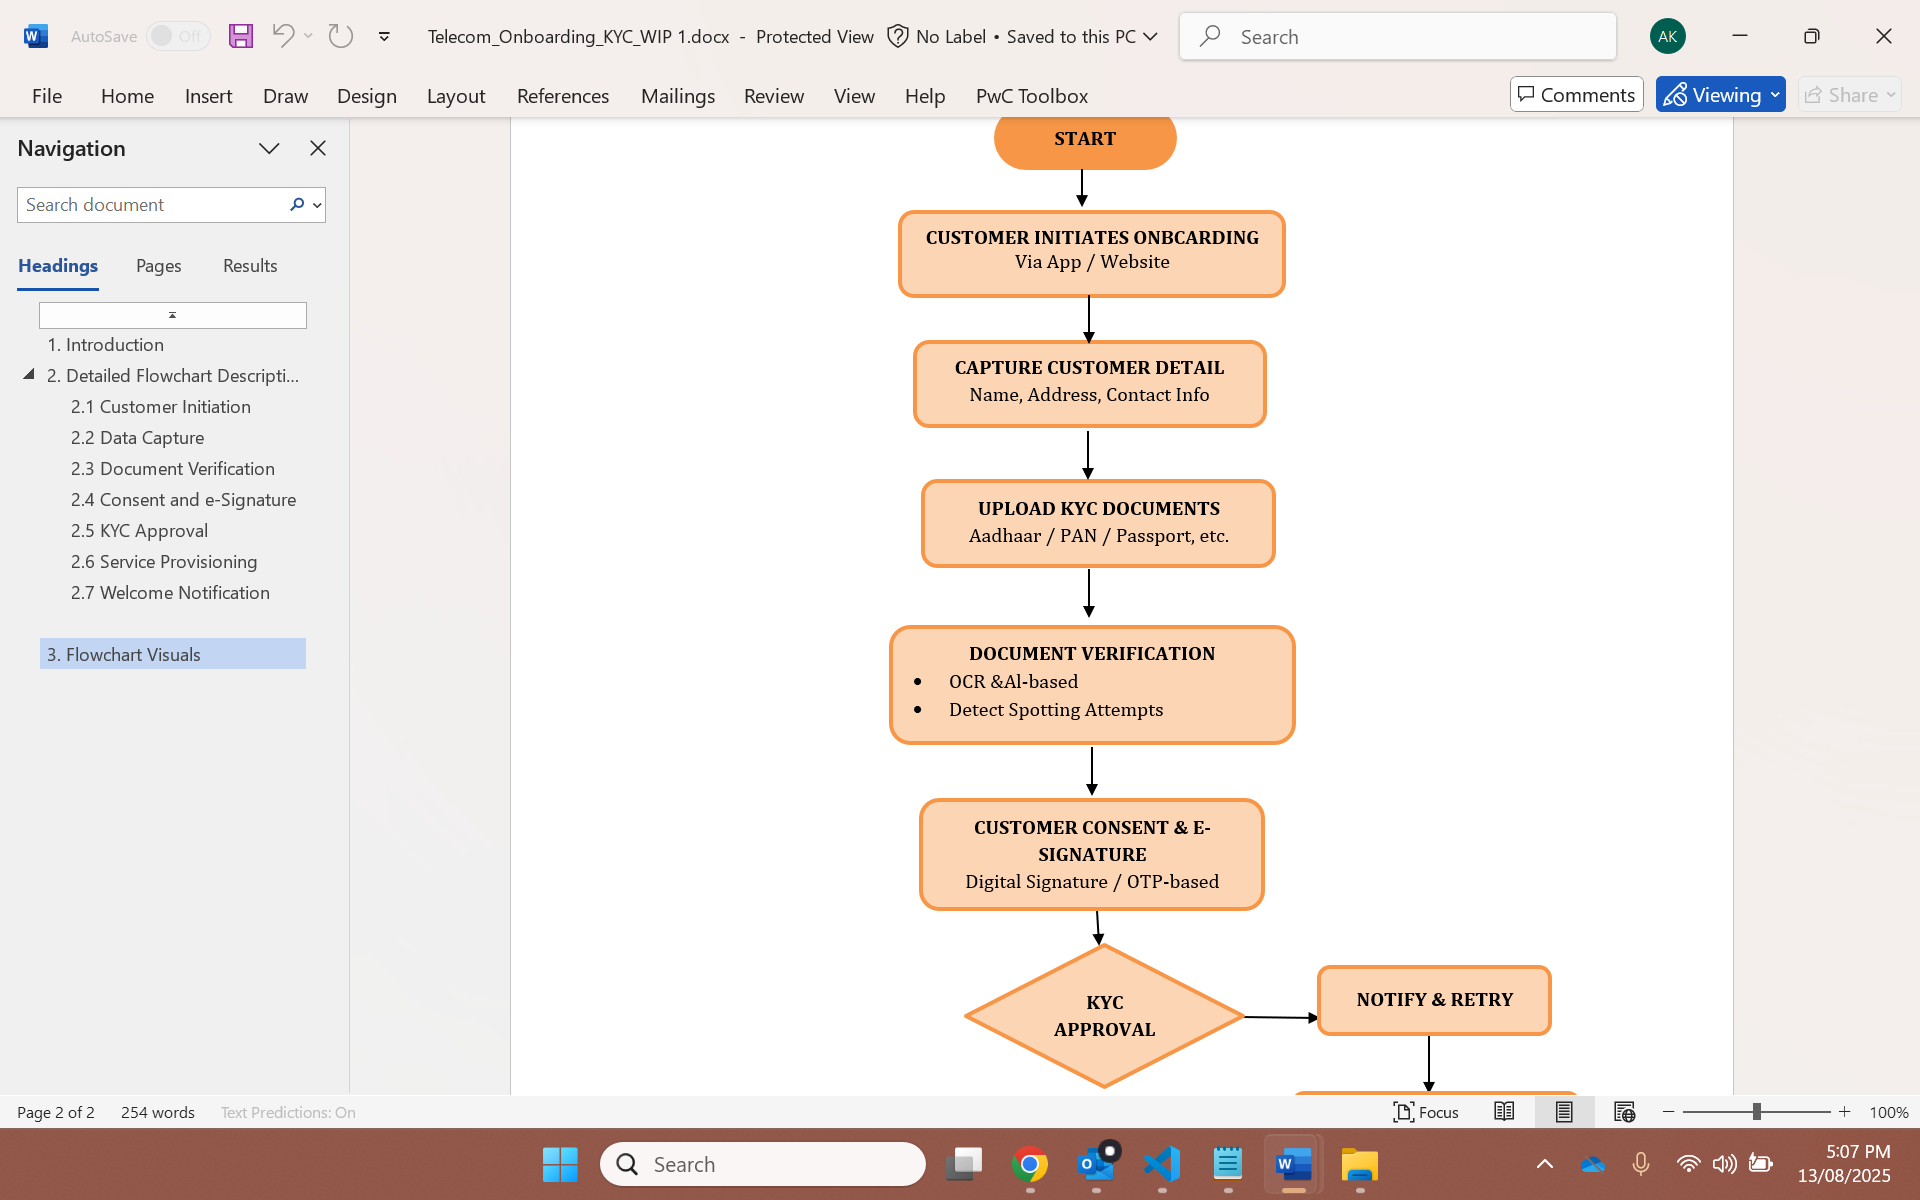 AutoSave Off Telecom_Onboarding_KYC_WIP 1.docx - Protected View No Label • Saved to this PC Search AK
File Home Insert Draw Design Layout References Mailings Review View Help PwC Toolbox Comments Viewing Share
Navigation
Search document
Headings Pages Results
1. Introduction
2. Detailed Flowchart Descripti...
2.1 Customer Initiation
2.2 Data Capture
2.3 Document Verification
2.4 Consent and e-Signature
2.5 KYC Approval
2.6 Service Provisioning
2.7 Welcome Notification
3. Flowchart Visuals
START
CUSTOMER INITIATES ONBCARDING
Via App / Website
CAPTURE CUSTOMER DETAIL
Name, Address, Contact Info
UPLOAD KYC DOCUMENTS
Aadhaar / PAN / Passport, etc.
DOCUMENT VERIFICATION
• OCR &Al-based
• Detect Spotting Attempts
CUSTOMER CONSENT & E-
SIGNATURE
Digital Signature / OTP-based
KYC
APPROVAL
NOTIFY & RETRY
Page 2 of 2 254 words Text Predictions: On Focus 100%
Search
5:07 PM
13/08/2025